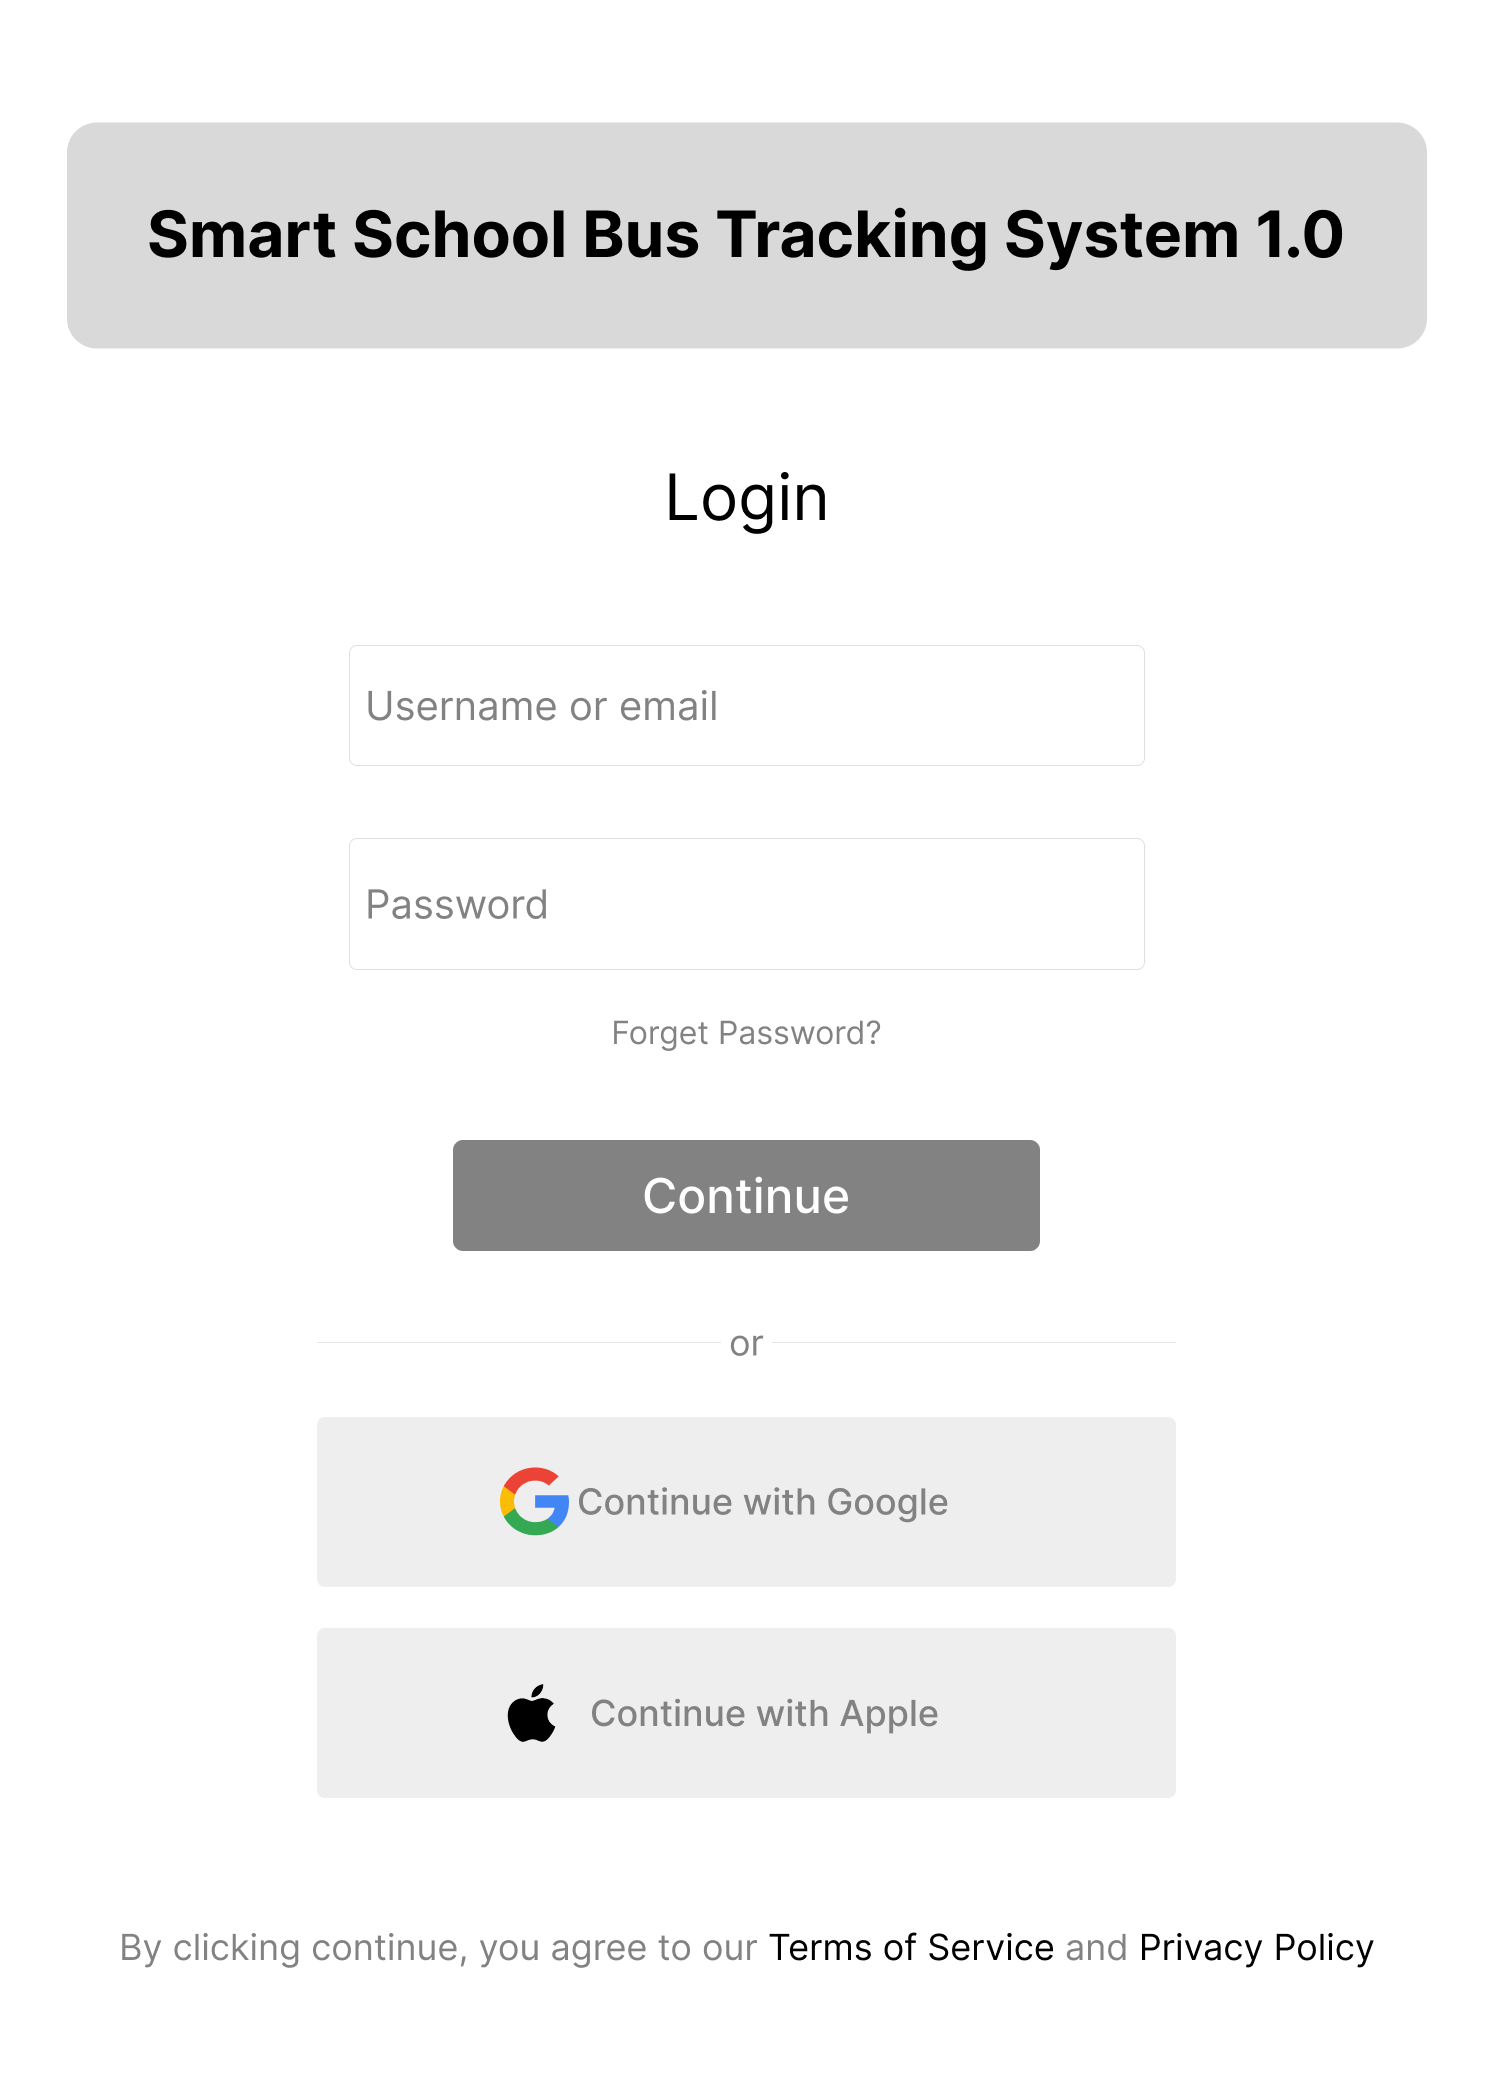 Smart School Bus Tracking System 1.0
Login
Username or email
Password
Forget Password?
Continue
or
Continue with Google
Continue with Apple
By clicking continue, you agree to our Terms of Service and Privacy Policy